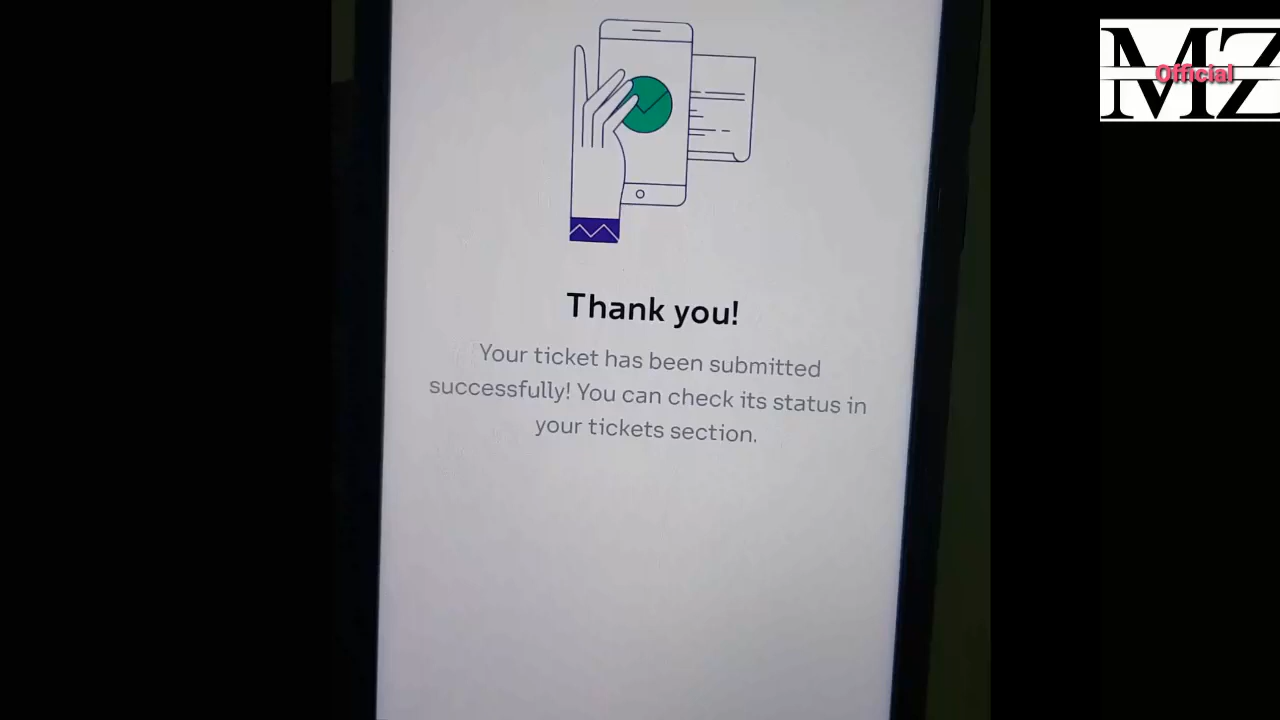 MZ
Official
Thank you!
Your ticket has been submitted
successfully! You can check its status in
your tickets section.